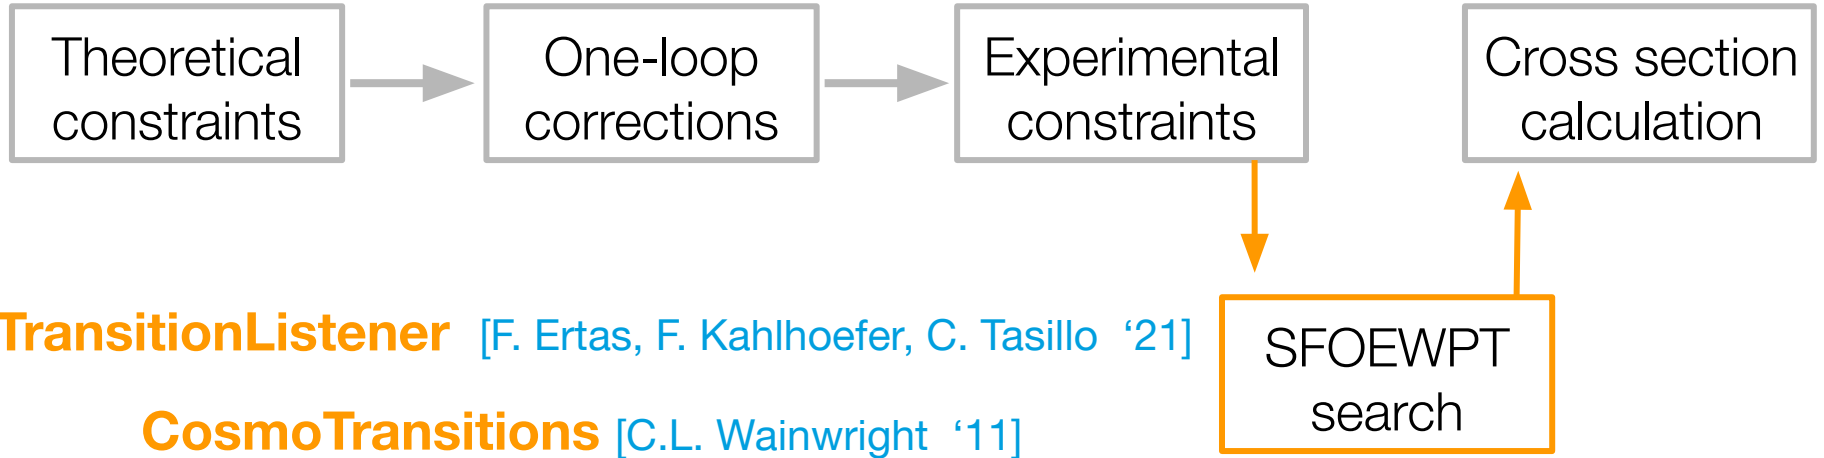 Theoretical
constraints
One-loop
corrections
Experimental
constraints
Cross section
calculation
TransitionListener [F. Ertas, F. Kahlhoefer, C. Tasillo ‘21]
SFOEWPT
search
CosmoTransitions [C.L. Wainwright ‘11]